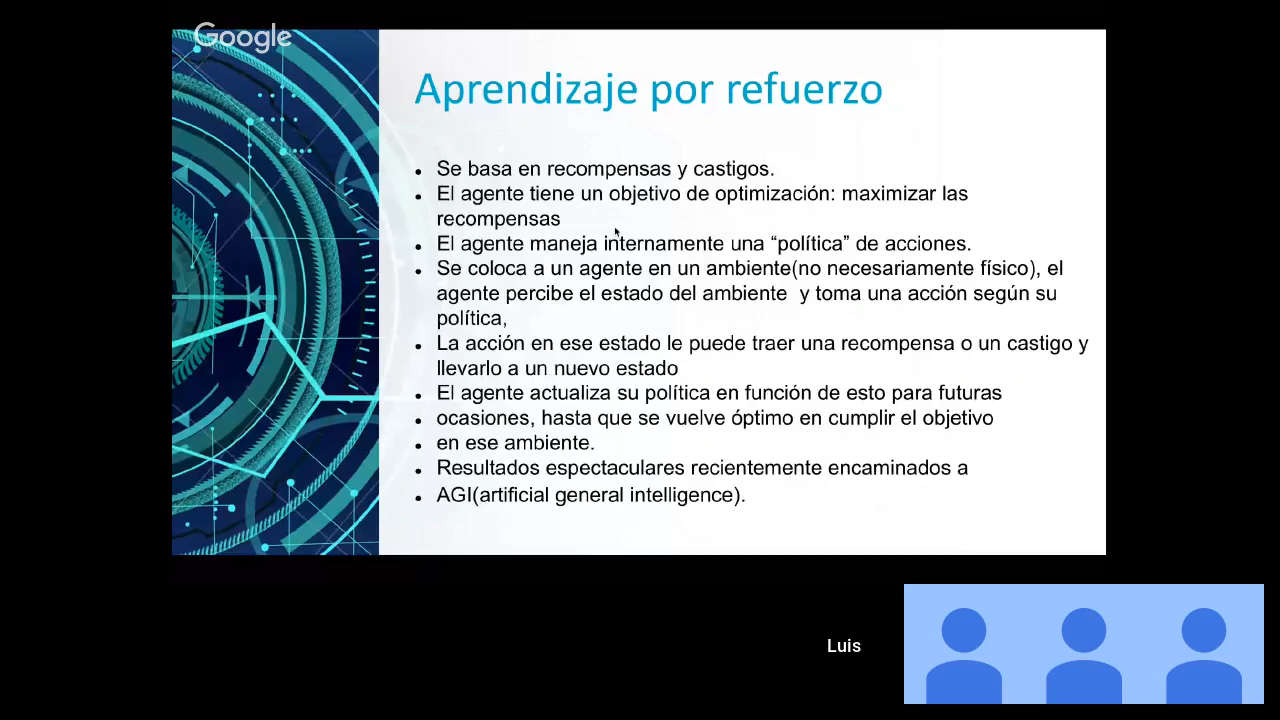 Google
Aprendizaje por refuerzo
Se basa en recompensas y castigos.
El agente tiene un objetivo de optimización: maximizar las
recompensas
El agente maneja internamente una “política” de acciones.
Se coloca a un agente en un ambiente(no necesariamente físico), el
agente percibe el estado del ambiente y toma una acción según su
política,
La acción en ese estado le puede traer una recompensa o un castigo y
llevarlo a un nuevo estado
El agente actualiza su política en función de esto para futuras
ocasiones, hasta que se vuelve óptimo en cumplir el objetivo
en ese ambiente.
Resultados espectaculares recientemente encaminados a
AGI(artificial general intelligence).
Luis